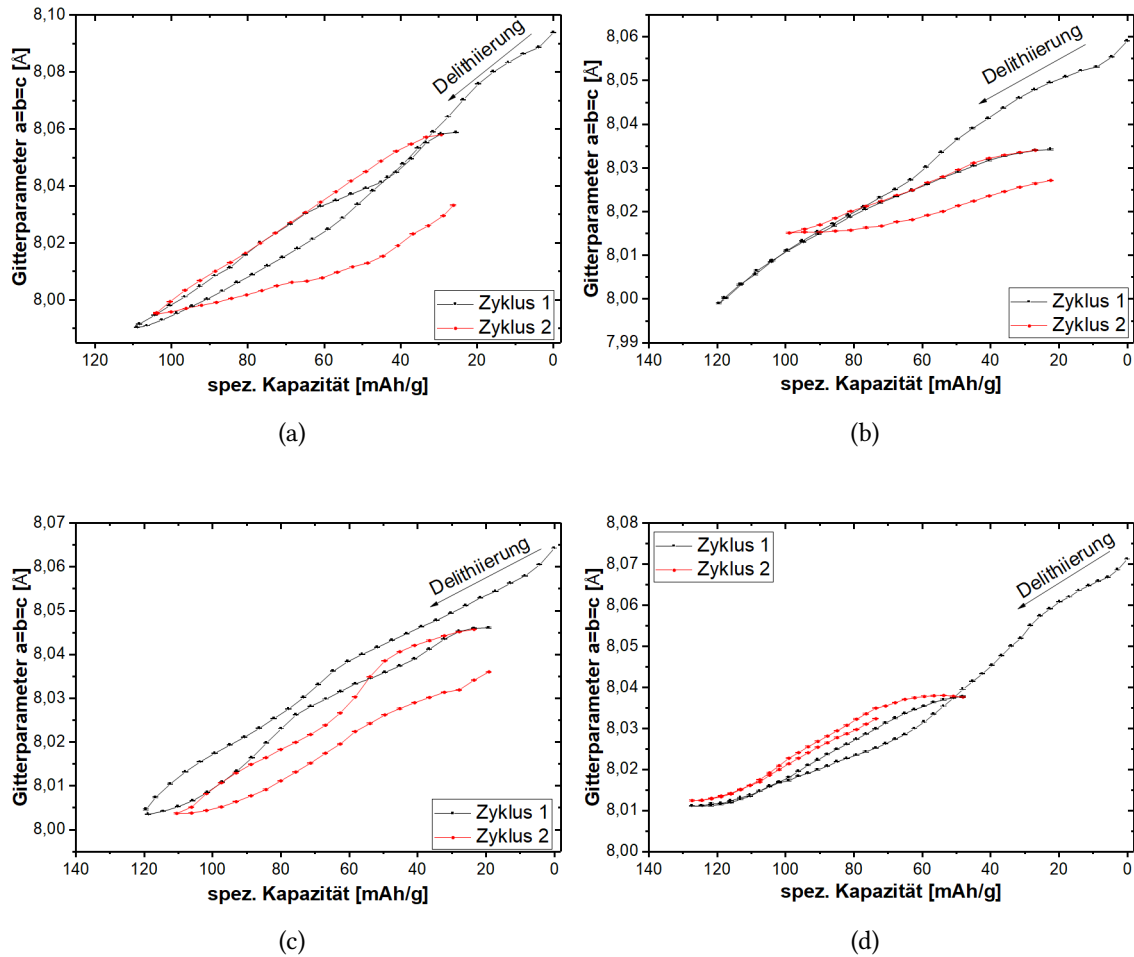 8,10
8,08
8,06
8,04
8,02
8,00
Gitterparameter a=b=c [Å]
Delithiierung
Zyklus 1
Zyklus 2
120 100 80 60 40 20 0
spez. Kapazität [mAh/g]
(a)
8,06
8,05
8,04
8,03
8,02
8,01
8,00
7,99
Gitterparameter a=b=c [Å]
Delithiierung
Zyklus 1
Zyklus 2
140 120 100 80 60 40 20 0
spez. Kapazität [mAh/g]
(b)
8,07
8,06
8,05
8,04
8,03
8,02
8,01
8,00
Gitterparameter a=b=c [Å]
Delithiierung
Zyklus 1
Zyklus 2
140 120 100 80 60 40 20 0
spez. Kapazität [mAh/g]
(c)
8,08
8,07
8,06
8,05
8,04
8,03
8,02
8,01
8,00
Gitterparameter a=b=c [Å]
Zyklus 1
Zyklus 2
Delithiierung
140 120 100 80 60 40 20 0
spez. Kapazität [mAh/g]
(d)